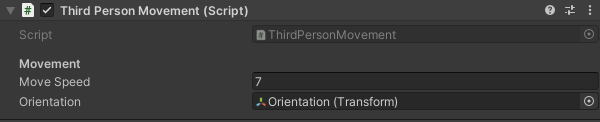 Third Person Movement (Script)
Script ThirdPersonMovement
Movement
Move Speed 7
Orientation Orientation (Transform)